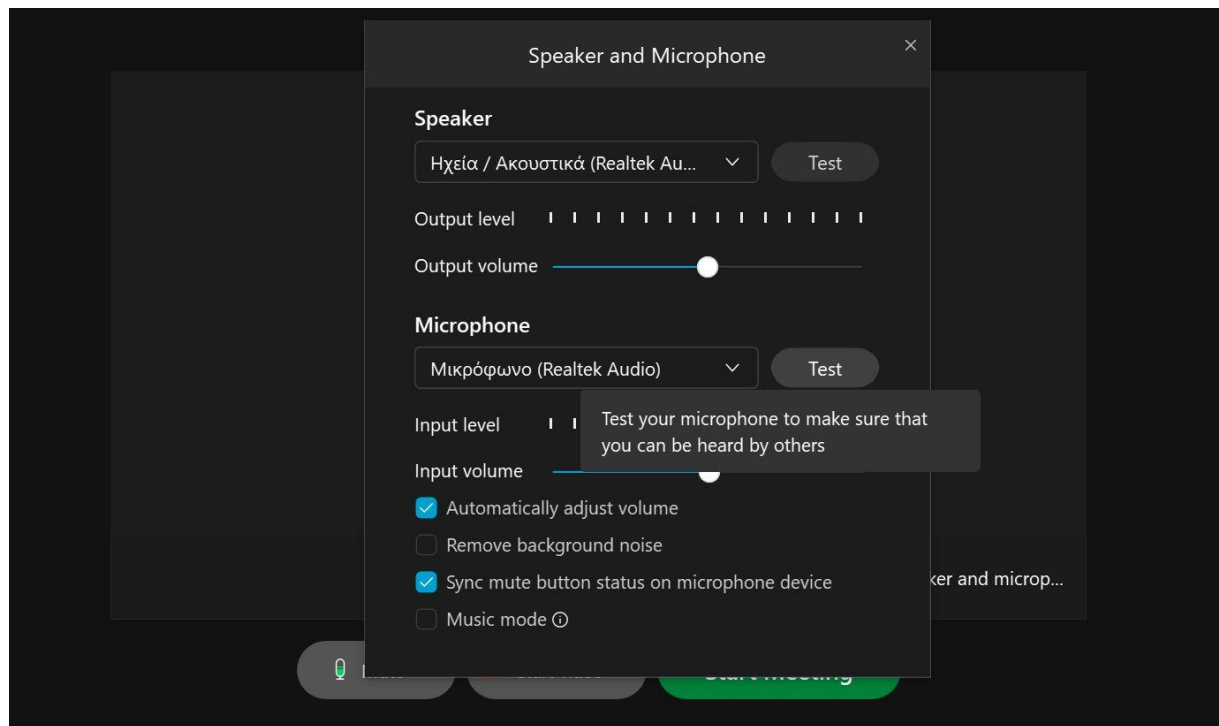 Speaker and Microphone
Speaker
Ηχεία / Ακουστικά (Realtek Au...
Test
Output level
Output volume
Microphone
Μικρόφωνο (Realtek Audio)
Test
Input level
Test your microphone to make sure that
you can be heard by others
Input volume
Automatically adjust volume
Remove background noise
Sync mute button status on microphone device
ker and microp...
Music mode
Start Meeting